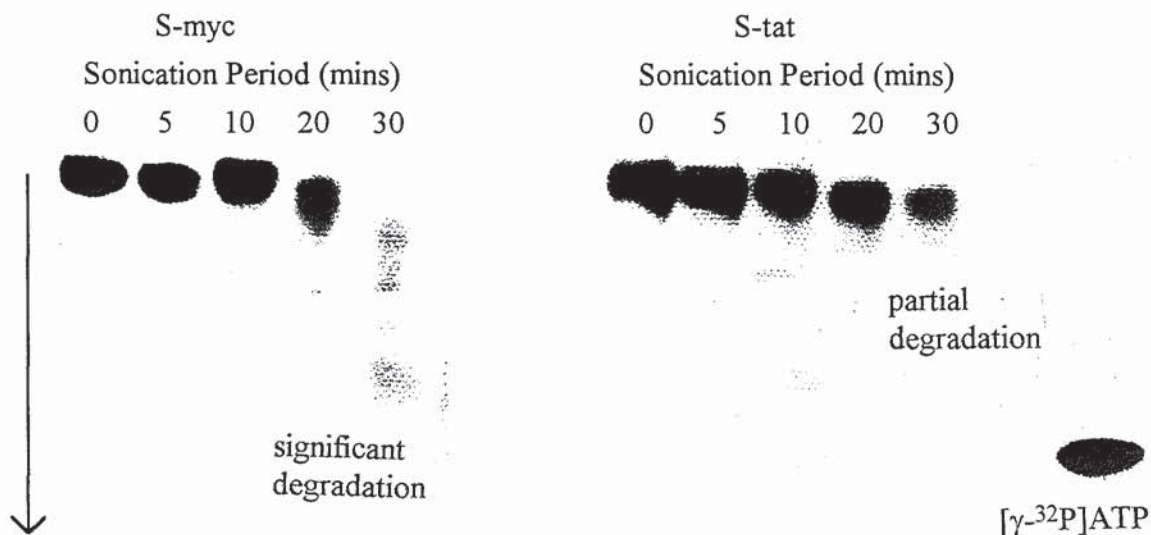 S-myc
Sonication Period (mins)
0 5 10 20 30
significant
degradation
S-tat
Sonication Period (mins)
0 5 10 20 30
partial
degradation
[γ-³²P]ATP